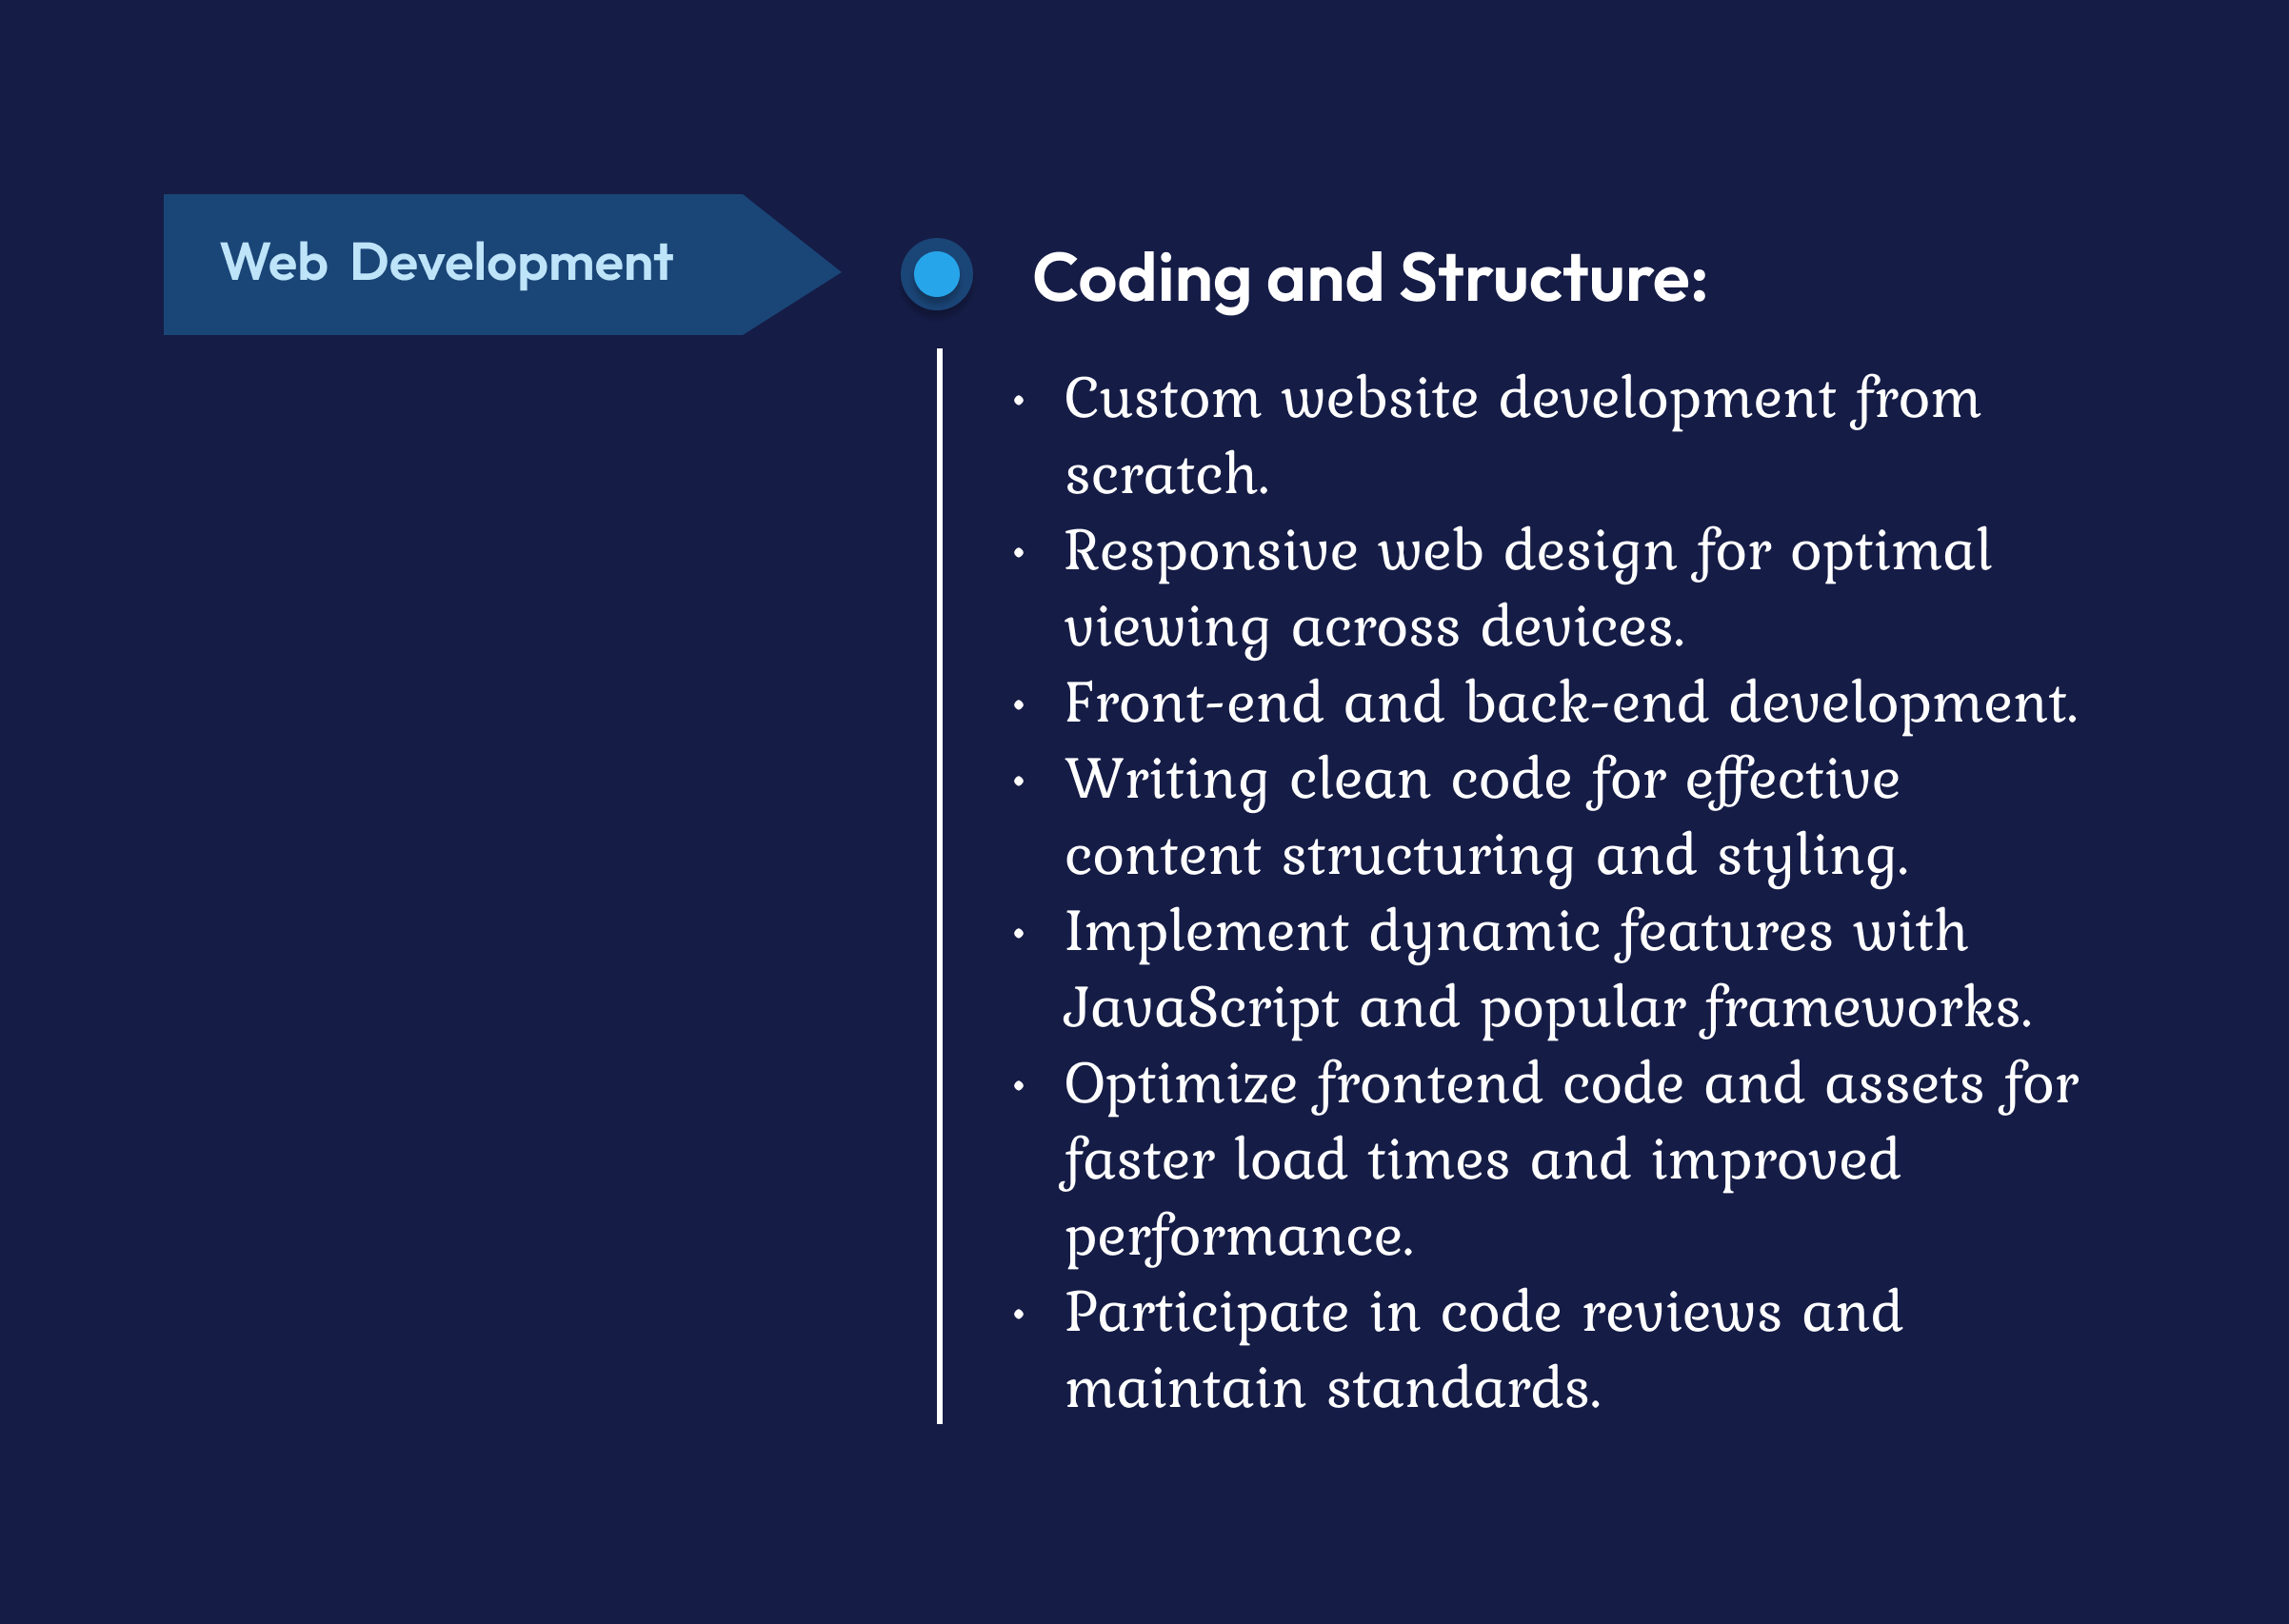 Web Development
Coding and Structure:
• Custom website development from
scratch.
• Responsive web design for optimal
viewing across devices.
• Front-end and back-end development.
• Writing clean code for effective
content structuring and styling.
• Implement dynamic features with
JavaScript and popular frameworks.
• Optimize frontend code and assets for
faster load times and improved
performance.
• Participate in code reviews and
maintain standards.